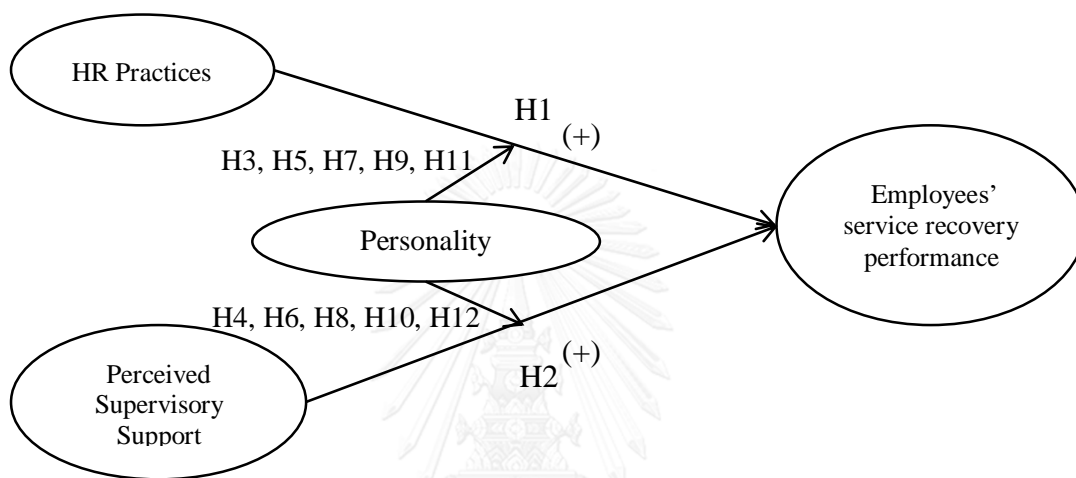 HR Practices
H1
(+)
H3, H5, H7, H9, H11
Personality
Employees’
service recovery
performance
H4, H6, H8, H10, H12
(+)
H2
Perceived
Supervisory
Support